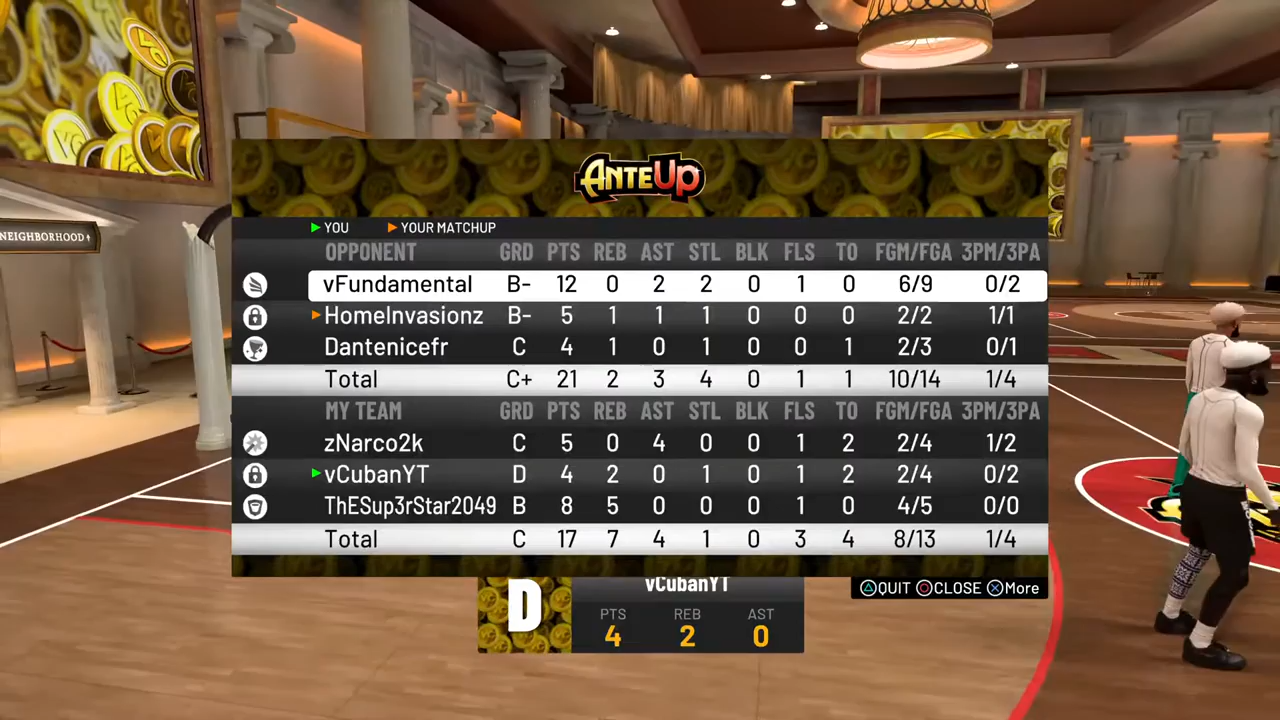 NEIGHBORHOOD
ANTEUP
YOU YOUR MATCHUP
OPPONENT GRD PTS REB AST STL BLK FLS TO FGM/FGA 3PM/3PA
vFundamental B- 12 0 2 2 0 1 0 6/9 0/2
HomeInvasionz B- 5 1 1 1 0 0 0 2/2 1/1
Dantenicefr C 4 1 0 1 0 0 1 2/3 0/1
Total C+ 21 2 3 4 0 1 1 10/14 1/4
MY TEAM GRD PTS REB AST STL BLK FLS TO FGM/FGA 3PM/3PA
zNarco2k C 5 0 4 0 0 1 2 2/4 1/2
vCubanYT D 4 2 0 1 0 1 2 2/4 0/2
ThESup3rStar2049 B 8 5 0 0 0 1 0 4/5 0/0
Total C 17 7 4 1 0 3 4 8/13 1/4
QUIT CLOSE More
D
vCubanYT
PTS REB AST
4 2 0